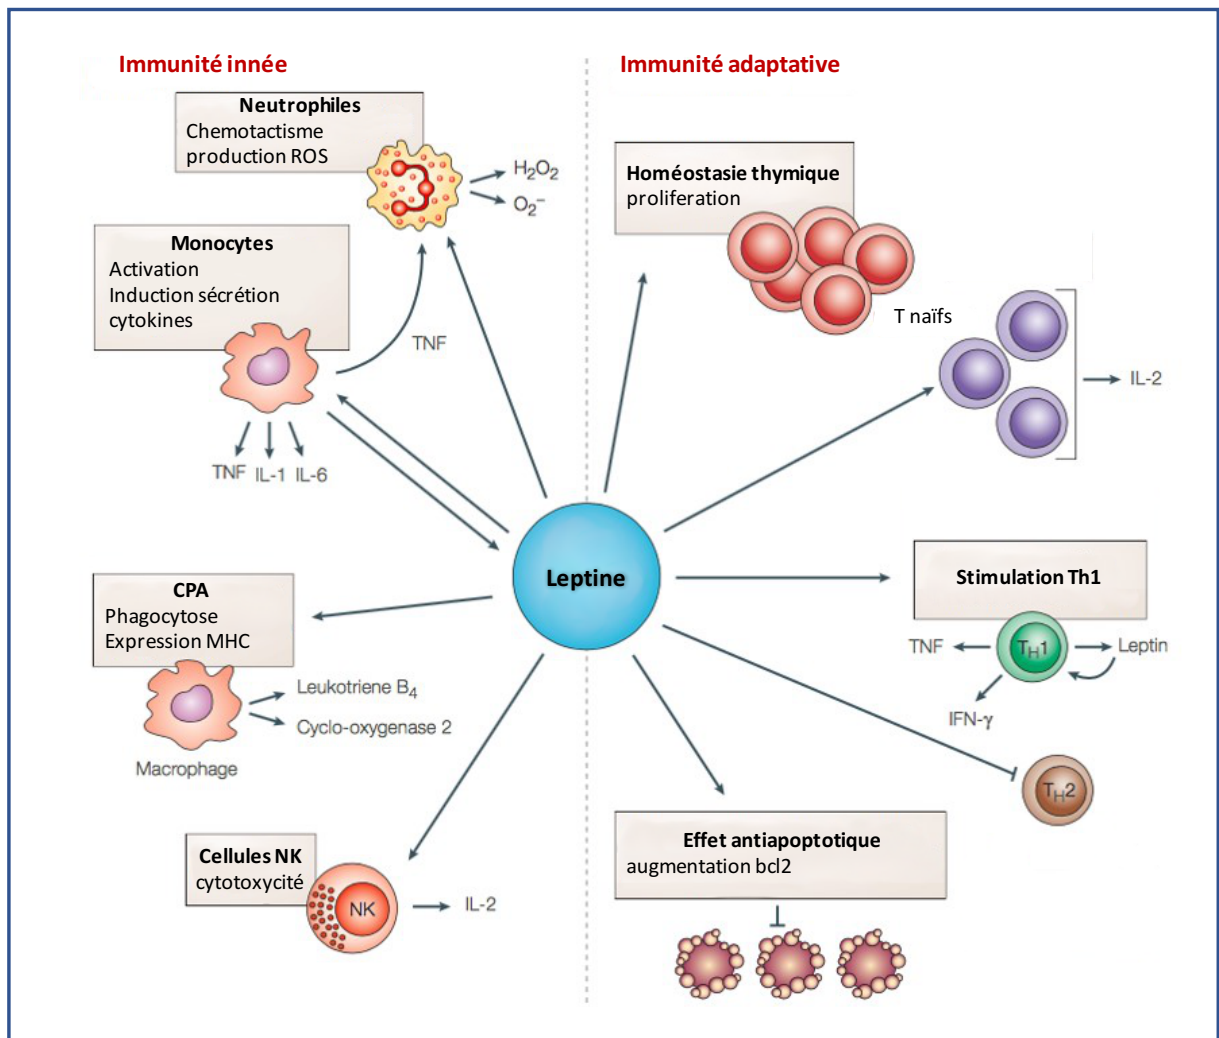 Immunité innée
Neutrophiles
Chemotactisme
production ROS
H₂O₂
O₂⁻
Monocytes
Activation
Induction sécrétion
cytokines
TNF
TNF IL-1 IL-6
CPA
Phagocytose
Expression MHC
Leukotriene B₄
Cyclo-oxygenase 2
Macrophage
Cellules NK
cytotoxycité
NK
IL-2
Leptine
Immunité adaptative
Homéostasie thymique
proliferation
T naïfs
IL-2
Stimulation Th1
TNF
TH1
Leptin
IFN-γ
TH2
Effet antiapoptotique
augmentation bcl2